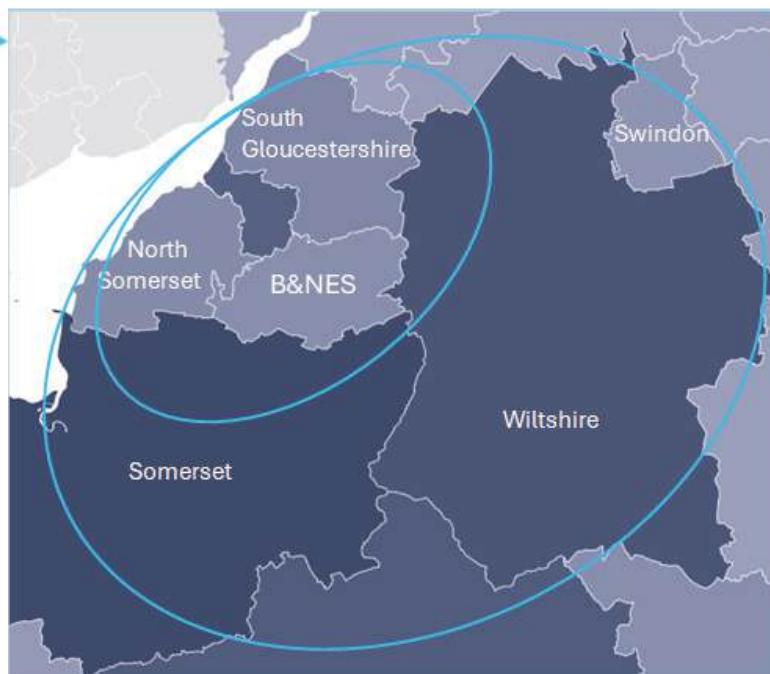 South
Gloucestershire
Swindon
North
Somerset
B&NES
Wiltshire
Somerset